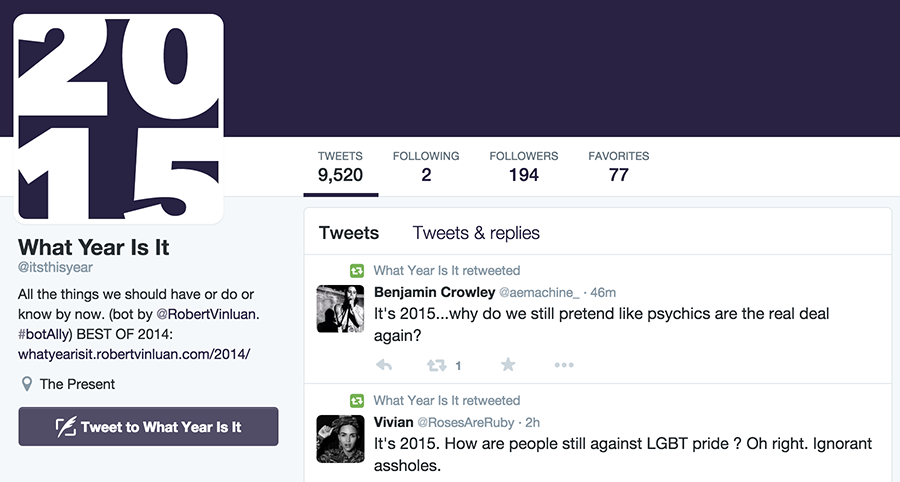 2015
TWEETS
9,520
FOLLOWING
2
FOLLOWERS
194
FAVORITES
77
What Year Is It
@itsthisyear
All the things we should have or do or
know by now. (bot by @RobertVinluan.
#botAlly) BEST OF 2014:
whatyearisit.robertvinluan.com/2014/
The Present
Tweet to What Year Is It
Tweets Tweets & replies
What Year Is It retweeted
Benjamin Crowley @aemachine_ · 46m
It's 2015...why do we still pretend like psychics are the real deal
again?
1
What Year Is It retweeted
Vivian @RosesAreRuby · 2h
It's 2015. How are people still against LGBT pride ? Oh right. Ignorant
assholes.